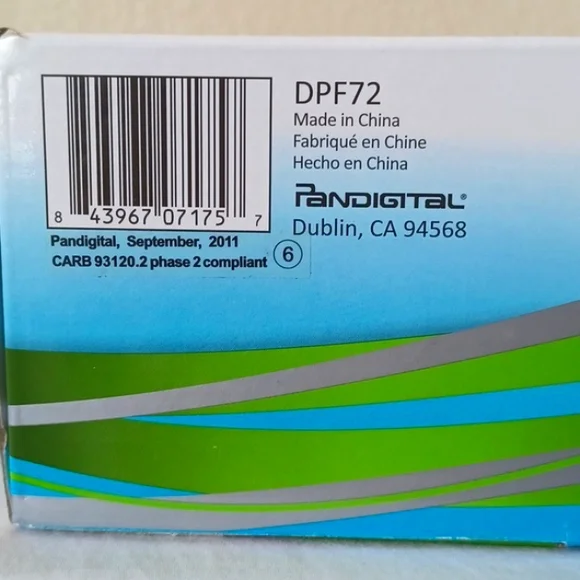 8 43967 07175 7
Pandigital, September, 2011
CARB 93120.2 phase 2 compliant 6
DPF72
Made in China
Fabriqué en Chine
Hecho en China
PANDIGITAL®
Dublin, CA 94568